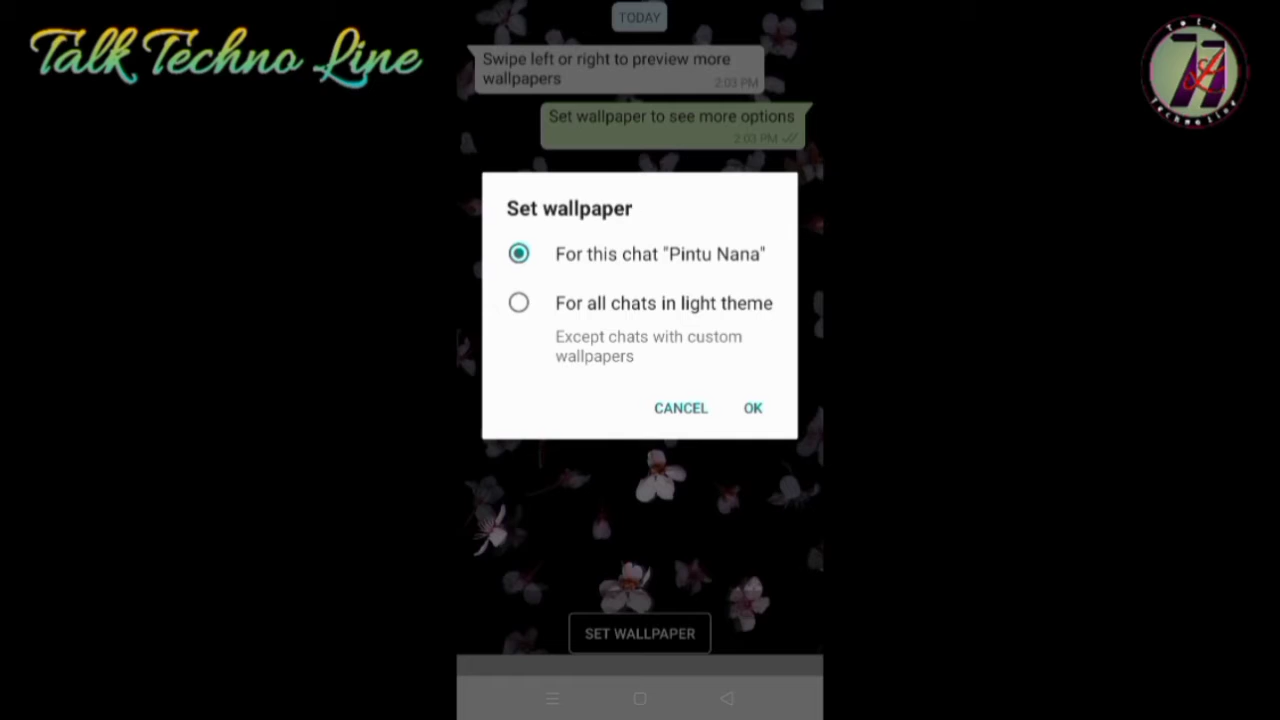 Talk Techno Line
TODAY
Swipe left or right to preview more
wallpapers
2:03 PM
Set wallpaper to see more options
2:03 PM
Set wallpaper
For this chat "Pintu Nana"
For all chats in light theme
Except chats with custom
wallpapers
CANCEL OK
SET WALLPAPER